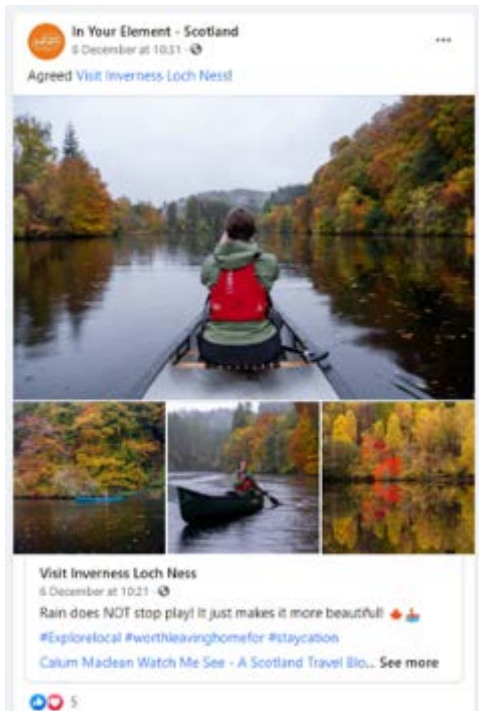 In Your Element - Scotland
6 December at 10:31
Agreed Visit Inverness Loch Ness!
Visit Inverness Loch Ness
6 December at 10:21
Rain does NOT stop play! It just makes it more beautiful!
#Explorelocal #worthleavinghomefor #staycation
Calum Maclean Watch Me See - A Scotland Travel Blo... See more
5